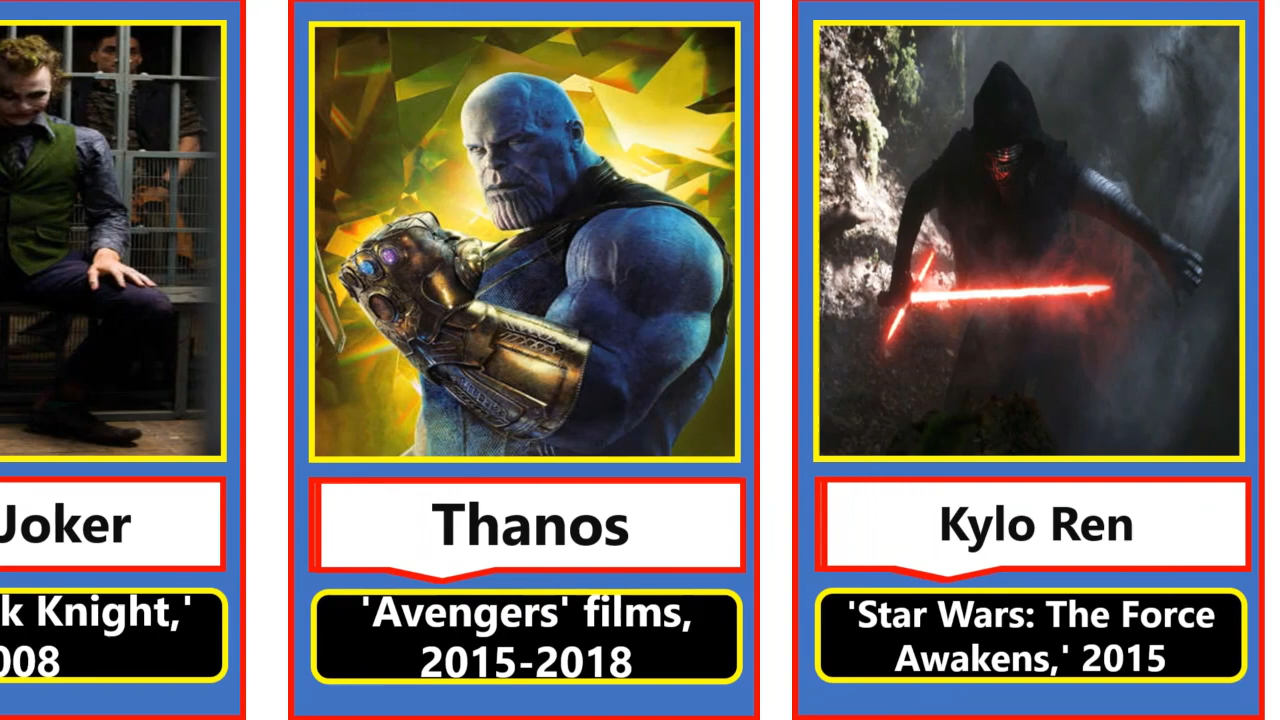 Joker
k Knight,'
008
Thanos
'Avengers' films,
2015-2018
Kylo Ren
'Star Wars: The Force
Awakens,' 2015